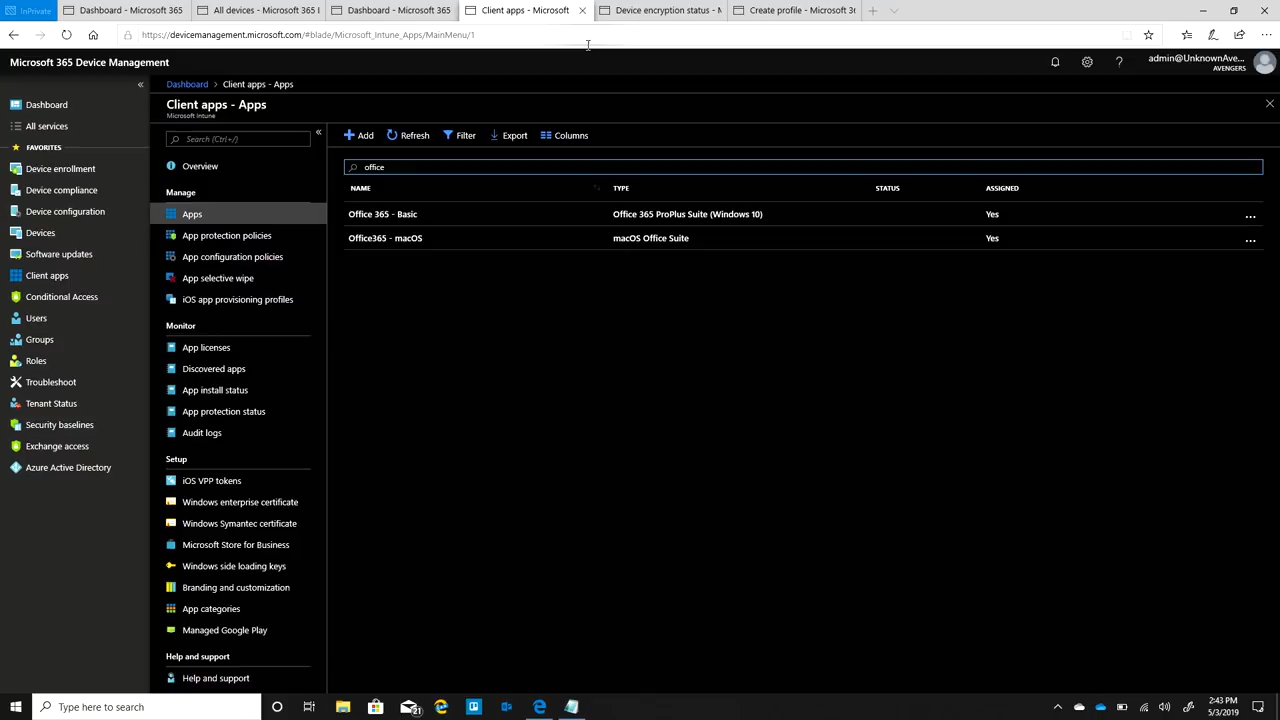 InPrivate
Dashboard - Microsoft 365
All devices - Microsoft 365 I
Dashboard - Microsoft 365
Client apps - Microsoft
Device encryption status - M
Create profile - Microsoft 36
https://devicemanagement.microsoft.com/#blade/Microsoft_Intune_Apps/MainMenu/1
Microsoft 365 Device Management
admin@UnknownAve...
AVENGERS
Dashboard
All services
FAVORITES
Device enrollment
Device compliance
Device configuration
Devices
Software updates
Client apps
Conditional Access
Users
Groups
Roles
Troubleshoot
Tenant Status
Security baselines
Exchange access
Azure Active Directory
Dashboard > Client apps - Apps
Client apps - Apps
Microsoft Intune
Search (Ctrl+/)
Overview
Manage
Apps
App protection policies
App configuration policies
App selective wipe
iOS app provisioning profiles
Monitor
App licenses
Discovered apps
App install status
App protection status
Audit logs
Setup
iOS VPP tokens
Windows enterprise certificate
Windows Symantec certificate
Microsoft Store for Business
Windows side loading keys
Branding and customization
App categories
Managed Google Play
Help and support
Help and support
Add Refresh Filter Export Columns
office
NAME TYPE STATUS ASSIGNED
Office 365 - Basic Office 365 ProPlus Suite (Windows 10) Yes ...
Office365 - macOS macOS Office Suite Yes ...
Type here to search
21
2:43 PM
5/3/2019